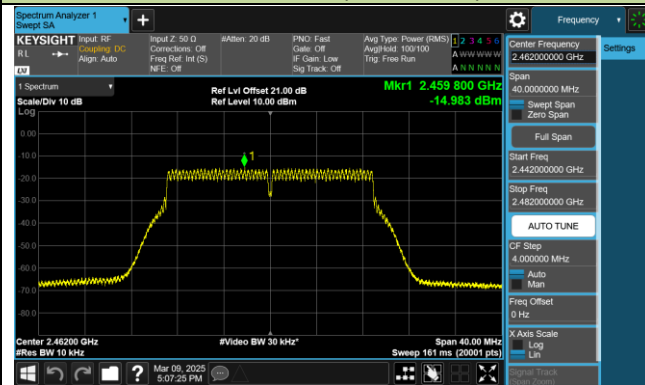 Spectrum Analyzer 1
Swept SA
Frequency
KEYSIGHT
RL
Input: RF
Coupling: DC
Align: Auto
Input Z: 50 Ω
Corrections: Off
Freq Ref: Int (S)
NFE: Off
#Atten: 20 dB
PNO: Fast
Gate: Off
IF Gain: Low
Sig Track: Off
Avg Type: Power (RMS)
Avg|Hold: 100/100
Trig: Free Run
1 2 3 4 5 6
A W W W W W
A N N N N N
LXI
1 Spectrum
Scale/Div 10 dB
Ref Lvl Offset 21.00 dB
Ref Level 10.00 dBm
Mkr1 2.459 800 GHz
-14.983 dBm
Log
0.00
-10.0
-20.0
-30.0
-40.0
-50.0
-60.0
-70.0
-80.0
1
Center 2.46200 GHz
#Res BW 10 kHz
#Video BW 30 kHz*
Span 40.00 MHz
Sweep 161 ms (20001 pts)
Mar 09, 2025
5:07:25 PM
Settings
Center Frequency
2.462000000 GHz
Span
40.0000000 MHz
Swept Span
Zero Span
Full Span
Start Freq
2.442000000 GHz
Stop Freq
2.482000000 GHz
AUTO TUNE
CF Step
4.000000 MHz
Auto
Man
Freq Offset
0 Hz
X Axis Scale
Log
Lin
Signal Track
(Span Zoom)